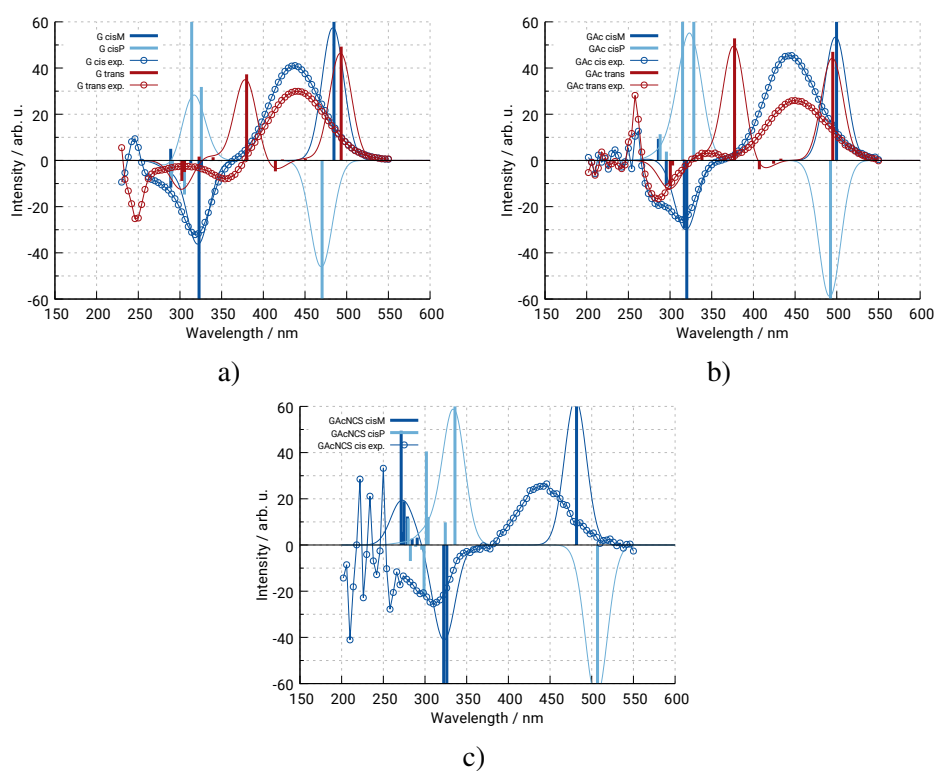 60
40
20
0
-20
-40
-60
150 200 250 300 350 400 450 500 550 600
Intensity / arb. u.
Wavelength / nm
G cisM
G cisP
G cis exp.
G trans
G trans exp.
a)
60
40
20
0
-20
-40
-60
150 200 250 300 350 400 450 500 550 600
Intensity / arb. u.
Wavelength / nm
GAc cisM
GAc cisP
GAc cis exp.
GAc trans
GAc trans exp.
b)
60
40
20
0
-20
-40
-60
150 200 250 300 350 400 450 500 550 600
Intensity / arb. u.
Wavelength / nm
GAcNCS cisM
GAcNCS cisP
GAcNCS cis exp.
c)